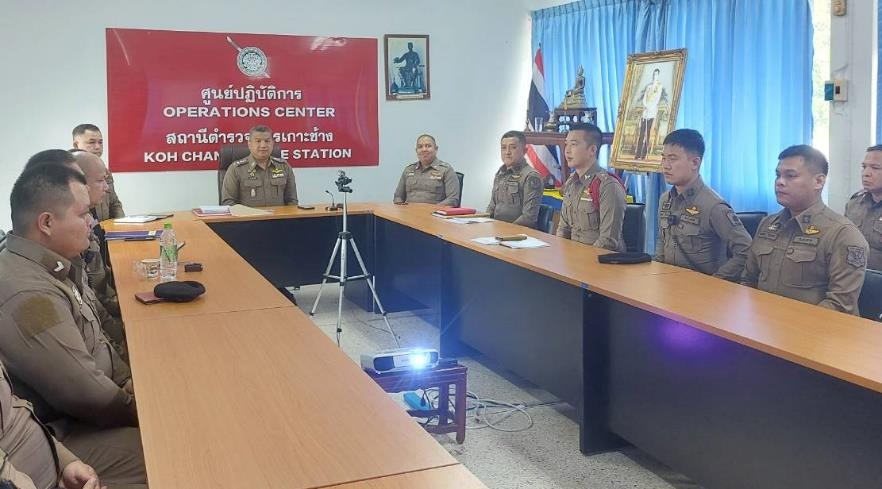 ศูนย์ปฏิบัติการ
OPERATIONS CENTER
สถานีตำรวจ เกาะช้าง
KOH STATION